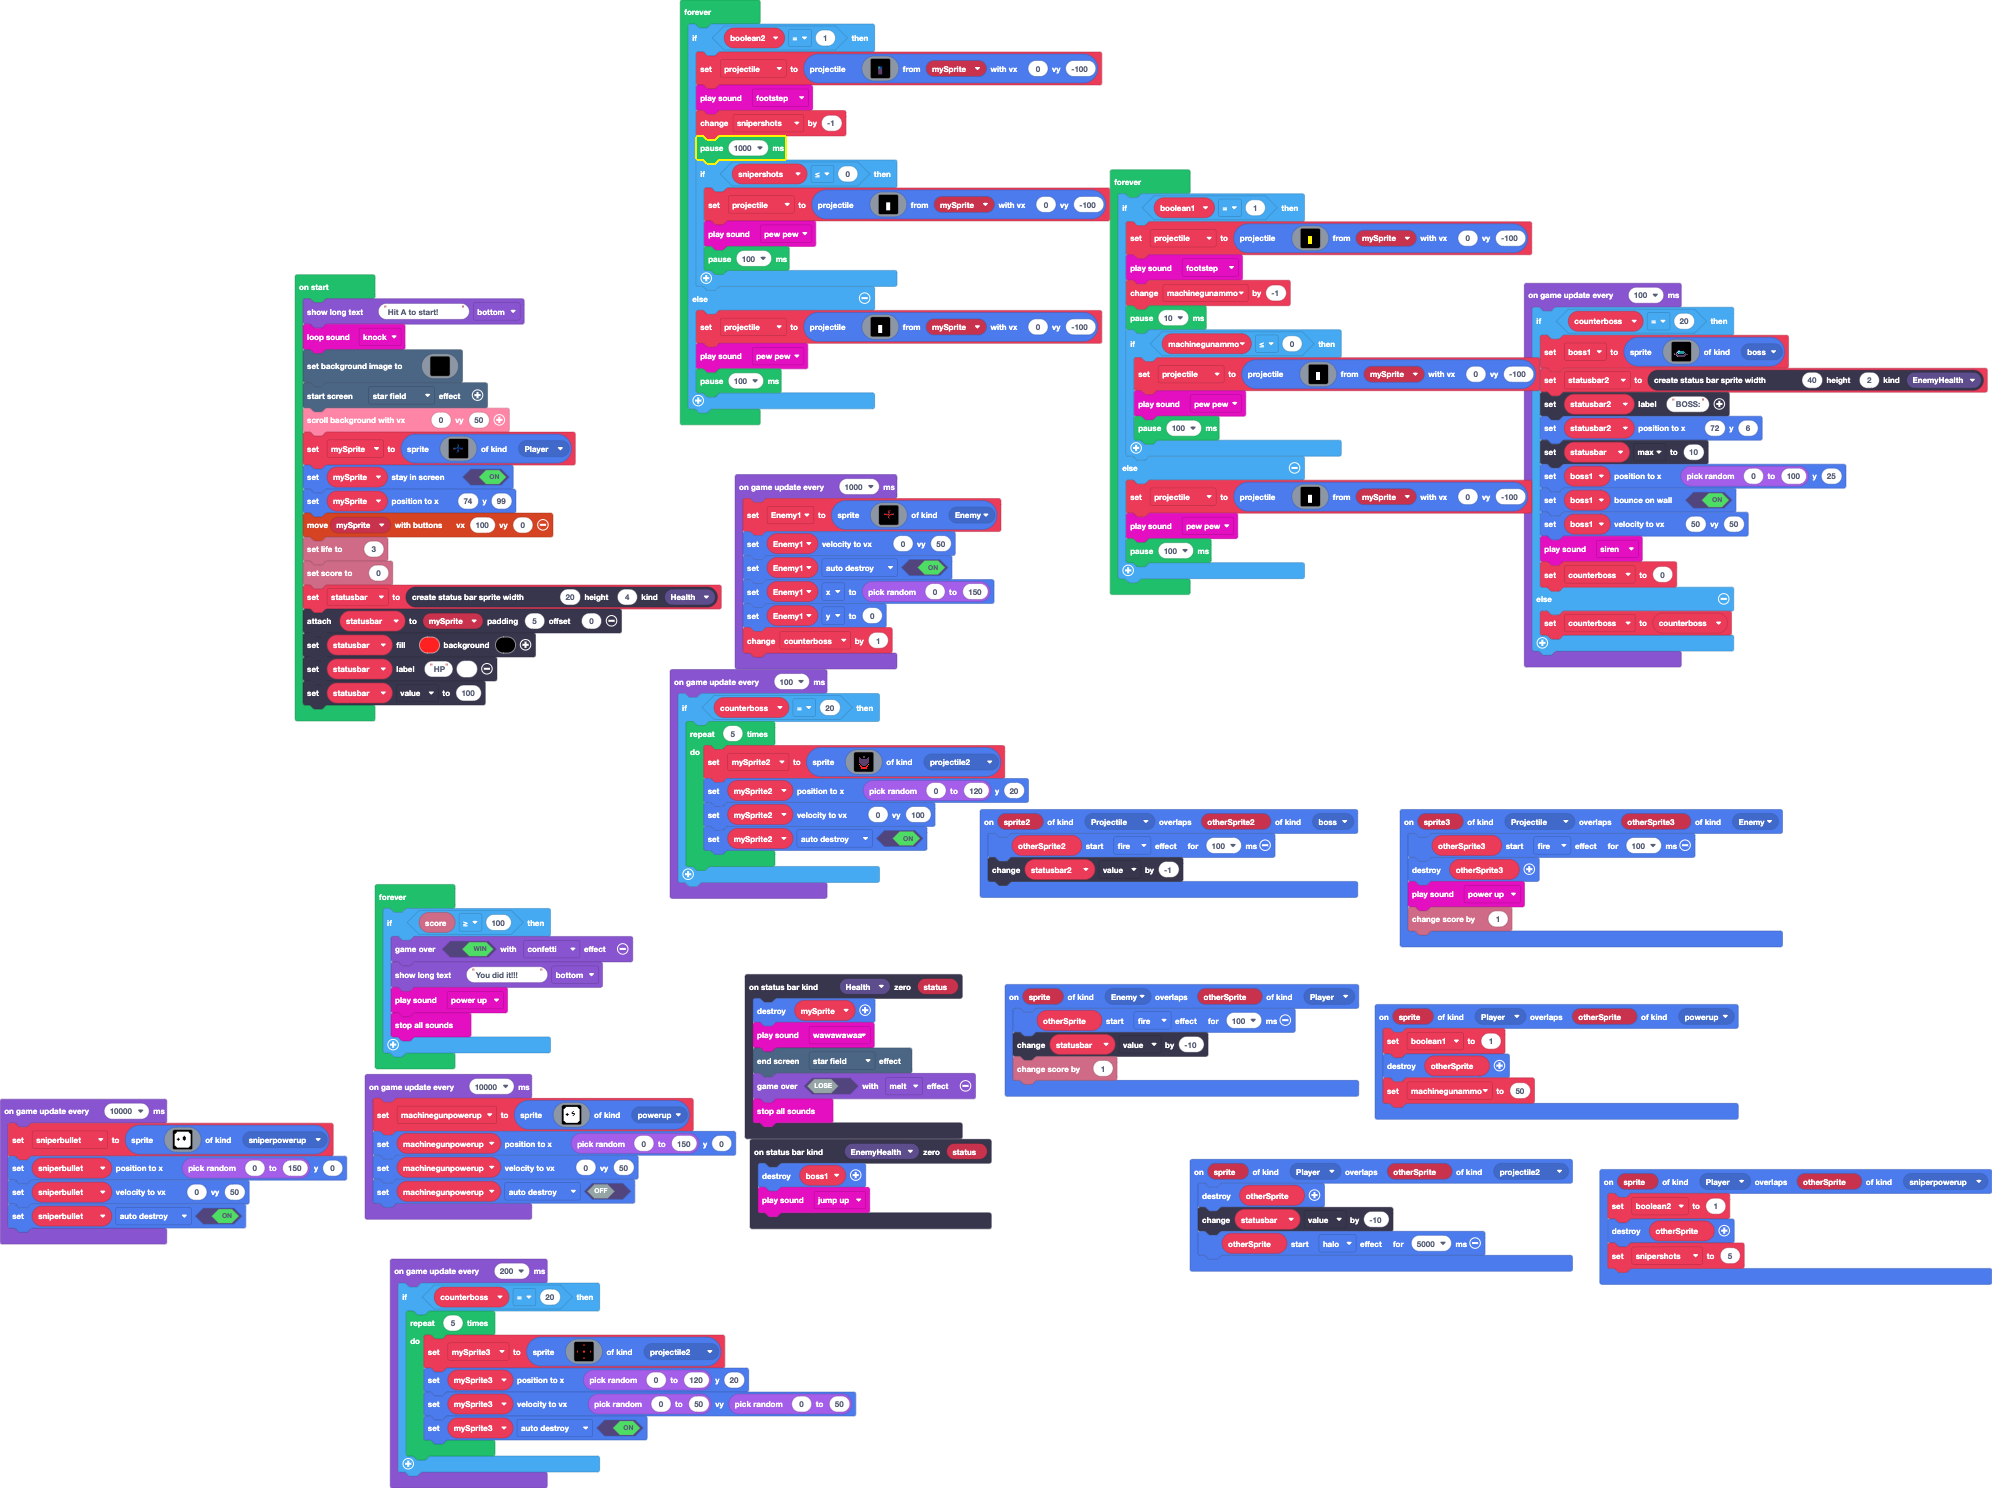 forever
if boolean2 = 1 then
set projectile to projectile from mySprite with vx 0 vy -100
play sound footstep
change snipershots by -1
pause 1000 ms
if snipershots ≤ 0 then
set projectile to projectile from mySprite with vx 0 vy -100
play sound pew pew
pause 100 ms
else
set projectile to projectile from mySprite with vx 0 vy -100
play sound pew pew
pause 100 ms
forever
if boolean1 = 1 then
set projectile to projectile from mySprite with vx 0 vy -100
play sound footstep
change machinegunammo by -1
pause 10 ms
if machinegunammo ≤ 0 then
set projectile to projectile from mySprite with vx 0 vy -100
play sound pew pew
pause 100 ms
else
set projectile to projectile from mySprite with vx 0 vy -100
play sound pew pew
pause 100 ms
on start
show long text "Hit A to start!" bottom
loop sound knock
set background image to
start screen star field effect
scroll background with vx 0 vy 50
set mySprite to sprite of kind Player
set mySprite stay in screen ON
set mySprite position to x 74 y 99
move mySprite with buttons vx 100 vy 0
set life to 3
set score to 0
set statusbar to create status bar sprite width 20 height 4 kind Health
attach statusbar to mySprite padding 5 offset 0
set statusbar fill background
set statusbar label "HP"
set statusbar value to 100
on game update every 100 ms
if counterboss = 20 then
set boss1 to sprite of kind boss
set statusbar2 to create status bar sprite width 40 height 2 kind EnemyHealth
set statusbar2 label "BOSS:"
set statusbar2 position to x 72 y 6
set statusbar max to 10
set boss1 position to x pick random 0 to 100 y 25
set boss1 bounce on wall ON
set boss1 velocity to vx 50 vy 50
play sound siren
set counterboss to 0
else
set counterboss to counterboss
on game update every 1000 ms
set Enemy1 to sprite of kind Enemy
set Enemy1 velocity to vx 0 vy 50
set Enemy1 auto destroy ON
set Enemy1 x to pick random 0 to 150
set Enemy1 y to 0
change counterboss by 1
on game update every 100 ms
if counterboss = 20 then
repeat 5 times
do
set mySprite2 to sprite of kind projectile2
set mySprite2 position to x pick random 0 to 120 y 20
set mySprite2 velocity to vx 0 vy 100
set mySprite2 auto destroy ON
on sprite2 of kind Projectile overlaps otherSprite2 of kind boss
otherSprite2 start fire effect for 100 ms
change statusbar2 value by -1
on sprite3 of kind Projectile overlaps otherSprite3 of kind Enemy
otherSprite3 start fire effect for 100 ms
destroy otherSprite3
play sound power up
change score by 1
forever
if score ≥ 100 then
game over WIN with confetti effect
show long text "You did it!!!" bottom
play sound power up
stop all sounds
on status bar kind Health zero status
destroy mySprite
play sound wawawawaa
end screen star field effect
game over LOSE with melt effect
stop all sounds
on sprite of kind Enemy overlaps otherSprite of kind Player
otherSprite start fire effect for 100 ms
change statusbar value by -10
change score by 1
on sprite of kind Player overlaps otherSprite of kind powerup
set boolean1 to 1
destroy otherSprite
set machinegunammo to 50
on game update every 10000 ms
set sniperbullet to sprite of kind sniperpowerup
set sniperbullet position to x pick random 0 to 150 y 0
set sniperbullet velocity to vx 0 vy 50
set sniperbullet auto destroy ON
on game update every 10000 ms
set machinegunpowerup to sprite of kind powerup
set machinegunpowerup position to x pick random 0 to 150 y 0
set machinegunpowerup velocity to vx 0 vy 50
set machinegunpowerup auto destroy OFF
on status bar kind EnemyHealth zero status
destroy boss1
play sound jump up
on sprite of kind Player overlaps otherSprite of kind projectile2
destroy otherSprite
change statusbar value by -10
otherSprite start halo effect for 5000 ms
on sprite of kind Player overlaps otherSprite of kind sniperpowerup
set boolean2 to 1
destroy otherSprite
set snipershots to 5
on game update every 200 ms
if counterboss = 20 then
repeat 5 times
do
set mySprite3 to sprite of kind projectile2
set mySprite3 position to x pick random 0 to 120 y 20
set mySprite3 velocity to vx pick random 0 to 50 vy pick random 0 to 50
set mySprite3 auto destroy ON